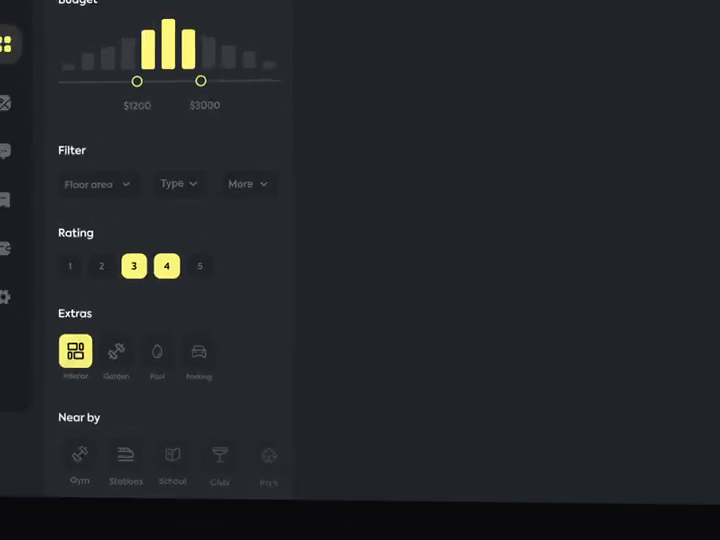 Budget
$1200 $3000
Filter
Floor area Type More
Rating
1 2 3 4 5
Extras
Interior Garden Pool Parking
Near by
Gym Stations School Club Park